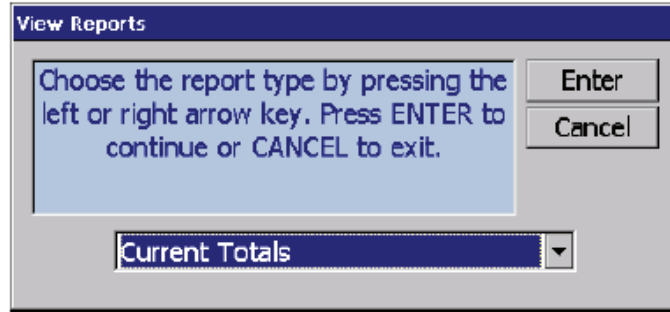 View Reports
Choose the report type by pressing the
left or right arrow key. Press ENTER to
continue or CANCEL to exit.
Enter
Cancel
Current Totals